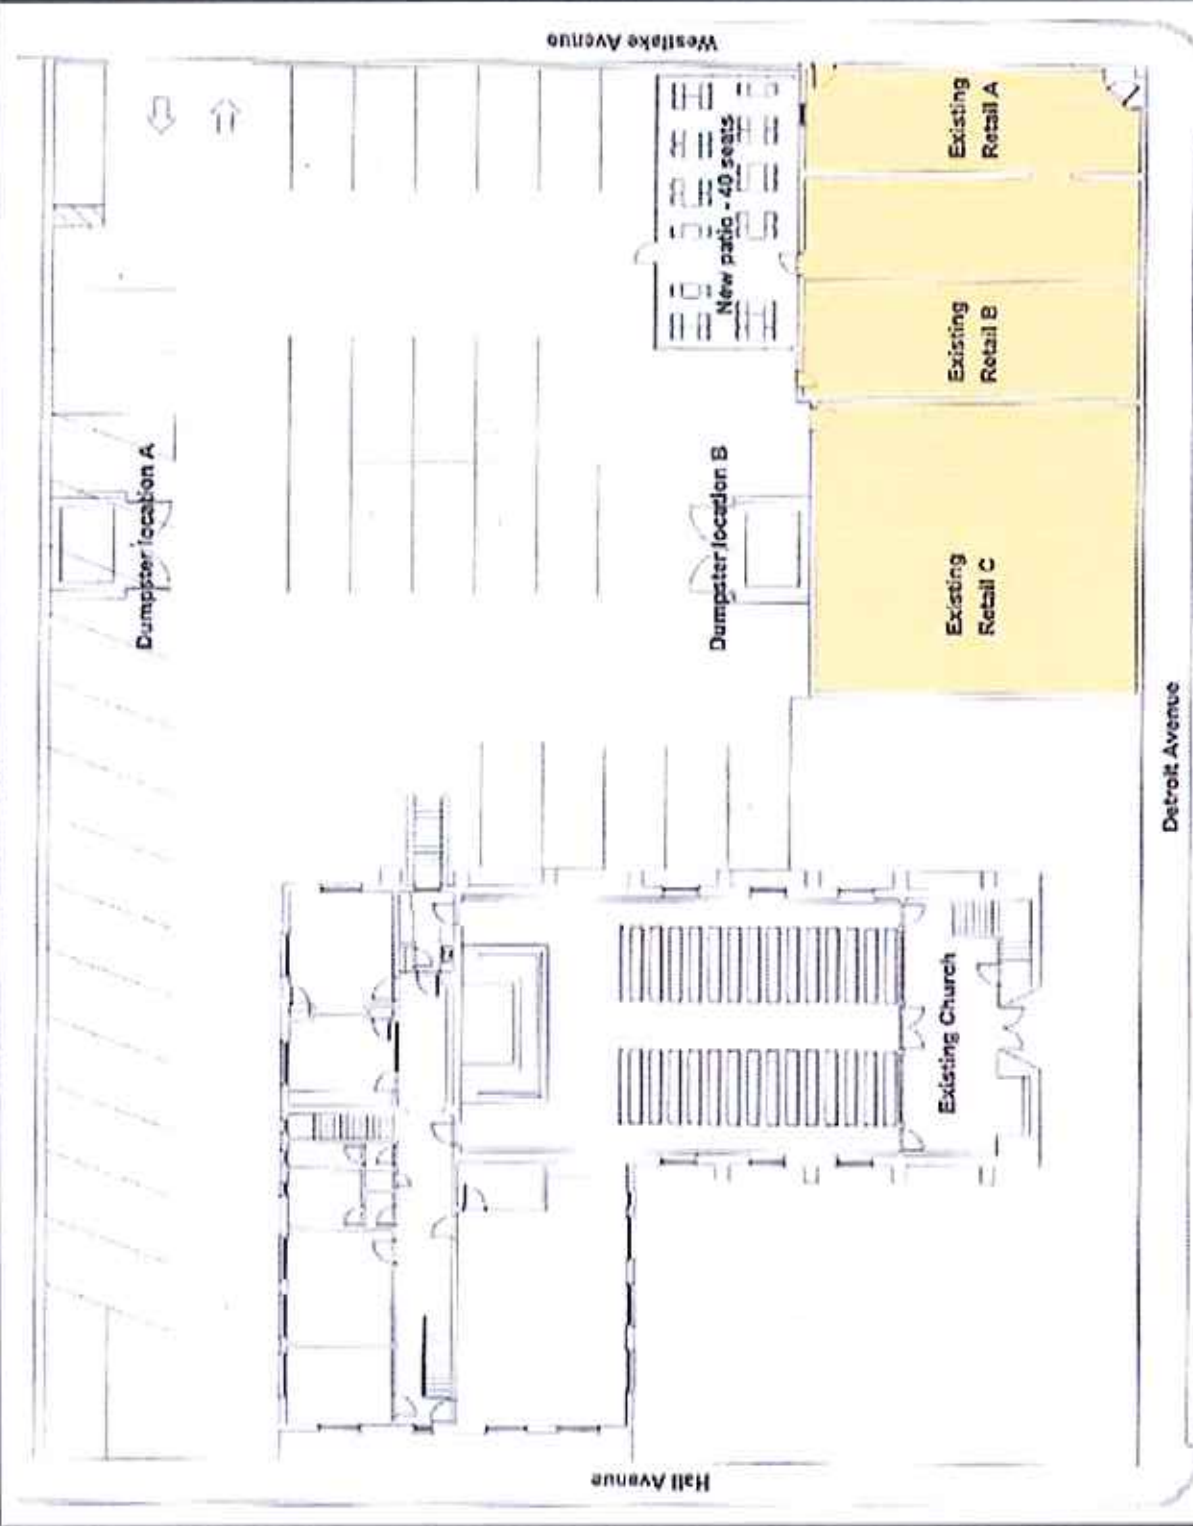 Westlake Avenue
Existing
Retail A
New patio - 40 seats
Existing
Retail B
Dumpster location A
Dumpster location B
Existing
Retail C
Detroit Avenue
Existing Church
Hall Avenue